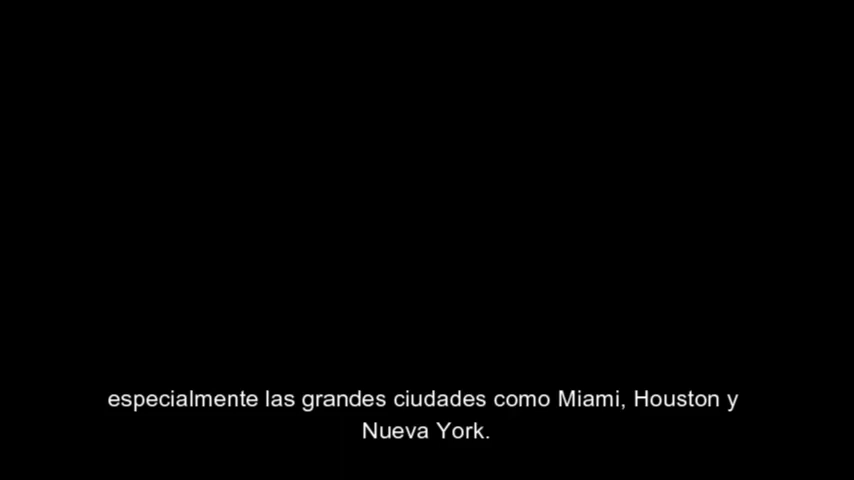 especialmente las grandes ciudades como Miami, Houston y
Nueva York.